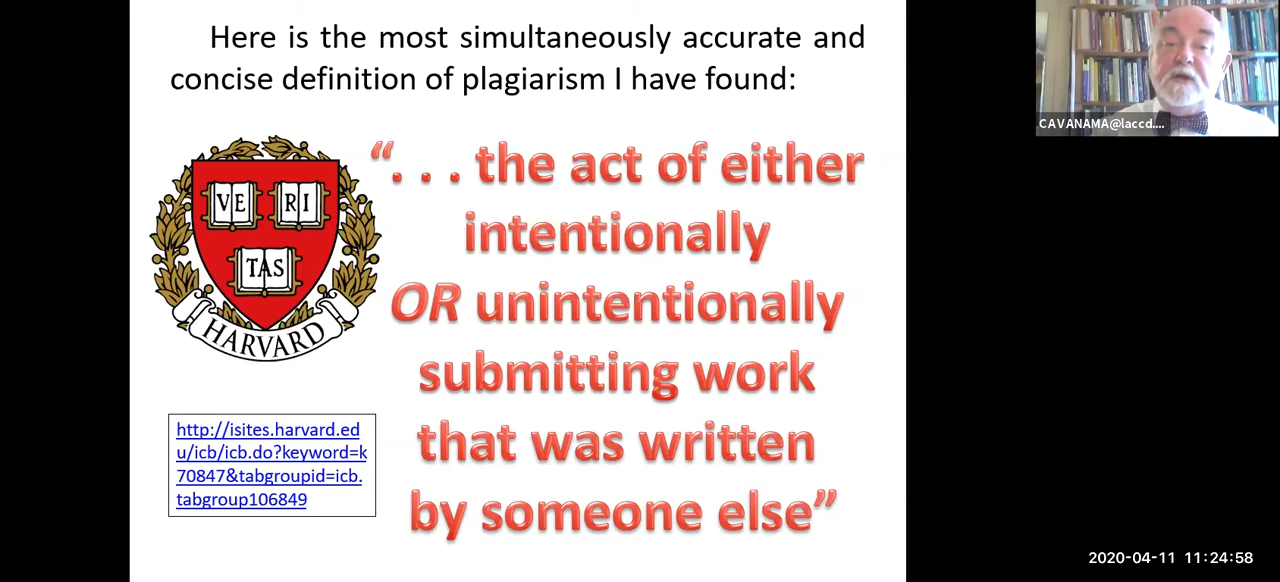 Here is the most simultaneously accurate and
concise definition of plagiarism I have found:
CAVANAMA@laccd....
VE RI
TAS
HARVARD
“. . . the act of either
intentionally
OR unintentionally
submitting work
that was written
by someone else”
http://isites.harvard.ed
u/icb/icb.do?keyword=k
70847&tabgroupid=icb.
tabgroup106849
2020-04-11 11:24:58